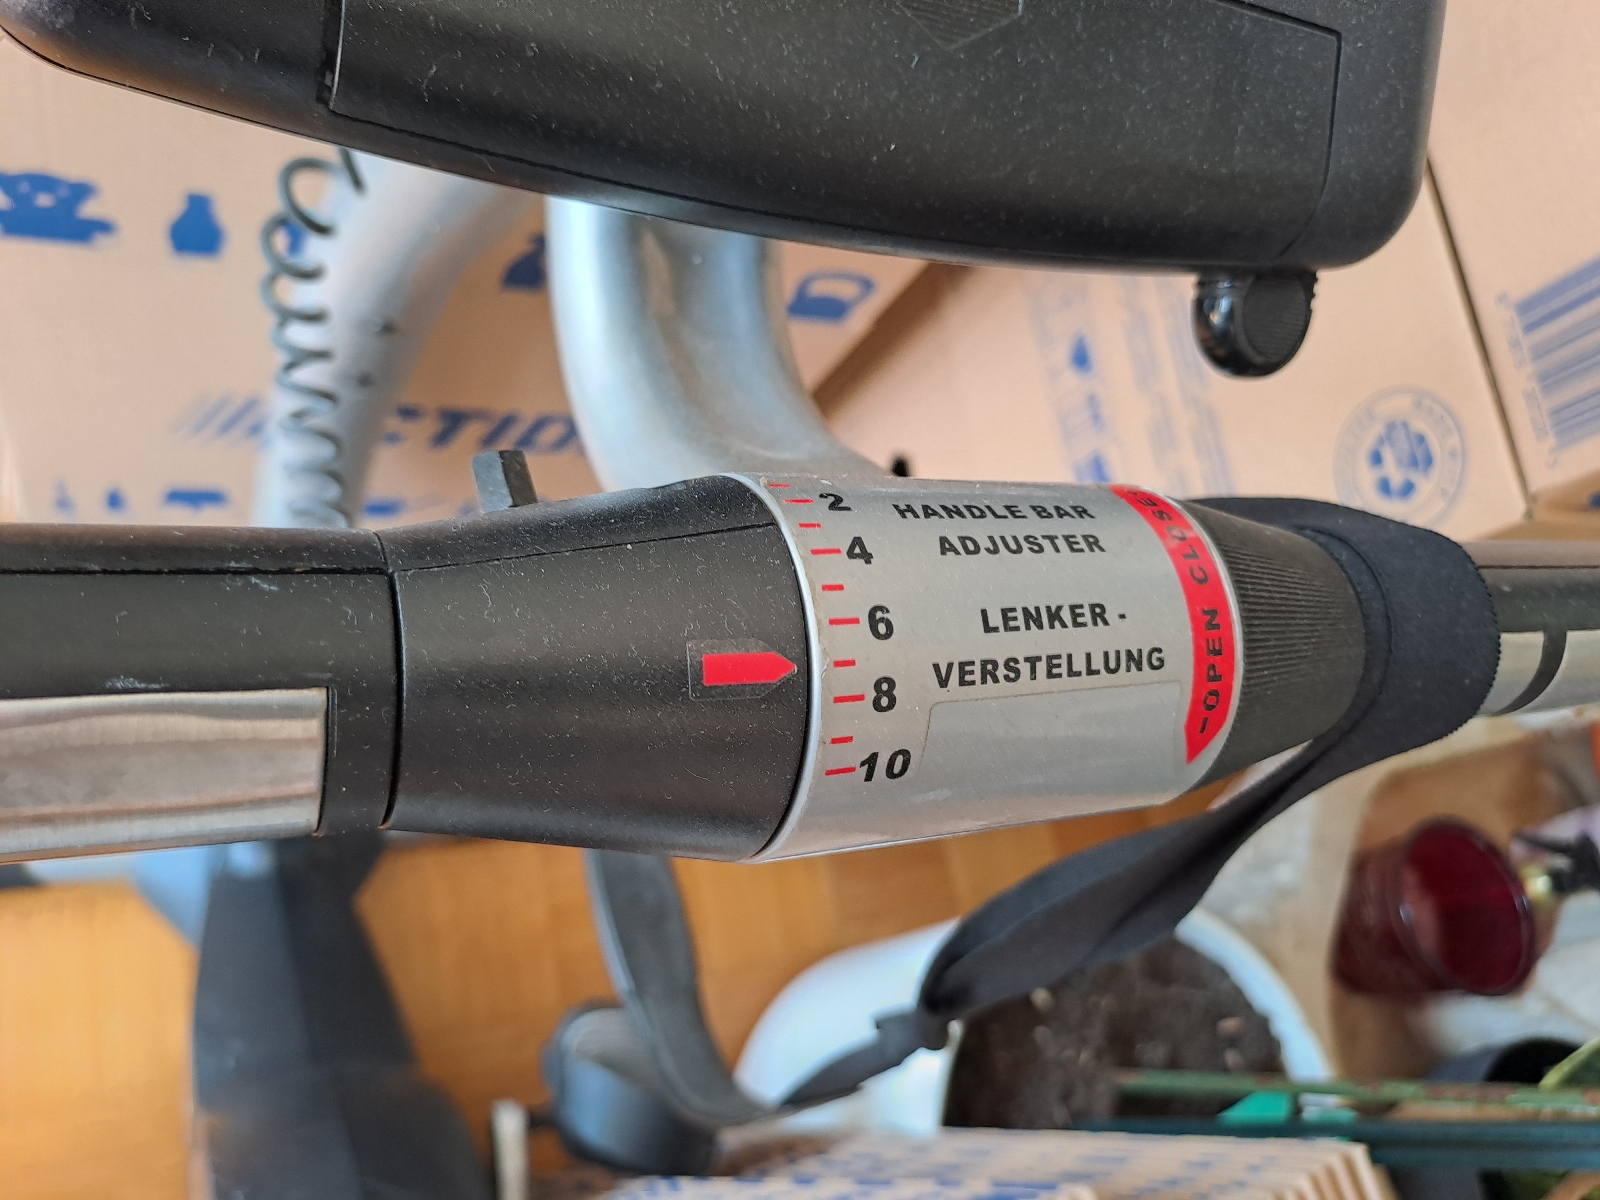 2
4
6
8
10
HANDLE BAR
ADJUSTER
LENKER -
VERSTELLUNG
OPEN CLOSE